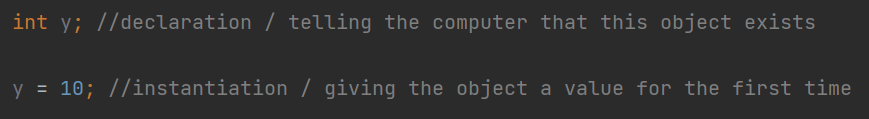 int y; //declaration / telling the computer that this object exists
y = 10; //instantiation / giving the object a value for the first time